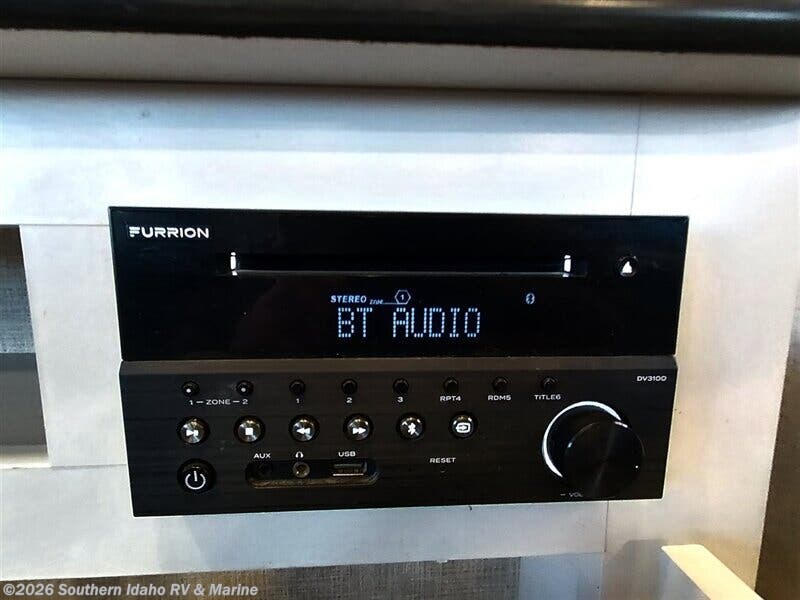 FURRION
STEREO ZONE 1
BT AUDIO
DV3100
1 — ZONE — 2 1 2 3 RPT4 RDM5 TITLE6
AUX USB
RESET
– VOL
©2026 Southern Idaho RV & Marine